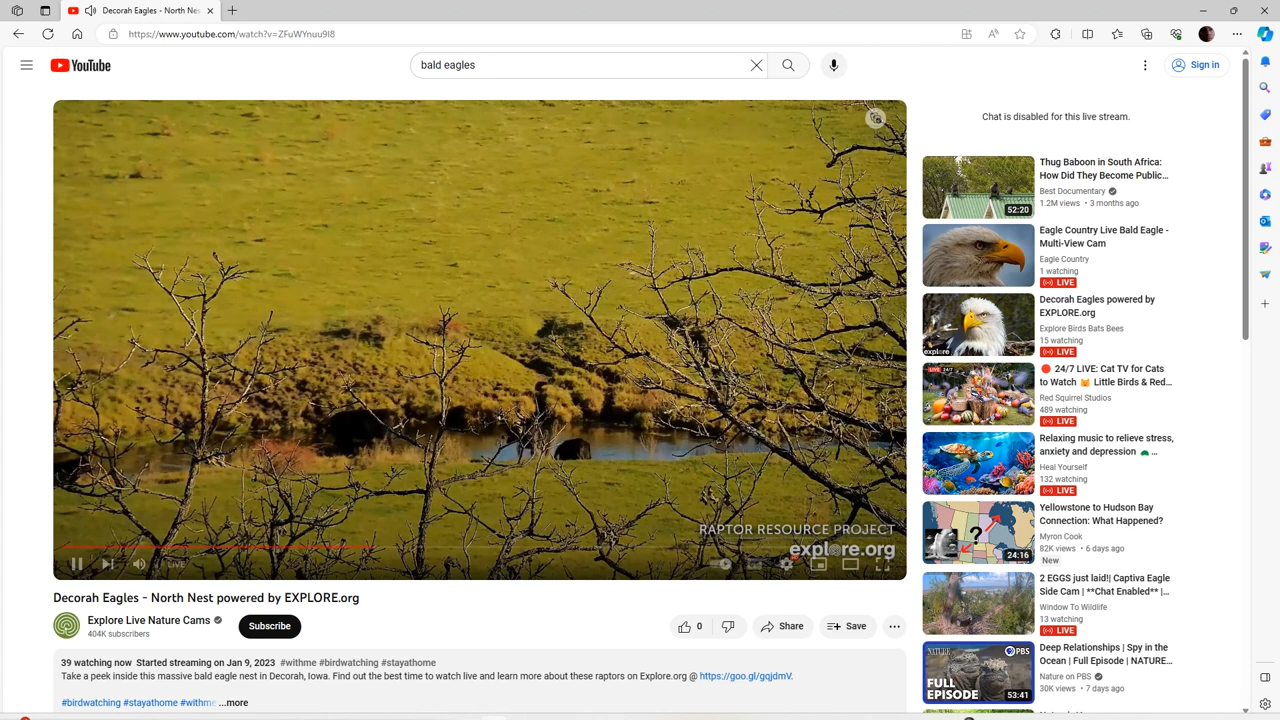 Decorah Eagles - North Nes
https://www.youtube.com/watch?v=ZFuWYnuu9I8
YouTube
bald eagles
Sign in
Chat is disabled for this live stream.
52:20
Thug Baboon in South Africa:
How Did They Become Public...
Best Documentary
1.2M views • 3 months ago
Eagle Country Live Bald Eagle -
Multi-View Cam
Eagle Country
1 watching
LIVE
explore
Decorah Eagles powered by
EXPLORE.org
Explore Birds Bats Bees
15 watching
LIVE
LIVE 24/7
24/7 LIVE: Cat TV for Cats
to Watch Little Birds & Red...
Red Squirrel Studios
489 watching
LIVE
Relaxing music to relieve stress,
anxiety and depression ...
Heal Yourself
132 watching
LIVE
?
24:16
Yellowstone to Hudson Bay
Connection: What Happened?
Myron Cook
82K views • 6 days ago
New
2 EGGS just laid!| Captiva Eagle
Side Cam | **Chat Enabled** |...
Window To Wildlife
13 watching
LIVE
NATURE
PBS
FULL
EPISODE
53:41
Deep Relationships | Spy in the
Ocean | Full Episode | NATURE...
Nature on PBS
30K views • 7 days ago
RAPTOR RESOURCE PROJECT
explore.org
LIVE
Decorah Eagles - North Nest powered by EXPLORE.org
Explore Live Nature Cams
404K subscribers
Subscribe
0
Share
Save
39 watching now Started streaming on Jan 9, 2023 #withme #birdwatching #stayathome
Take a peek inside this massive bald eagle nest in Decorah, Iowa. Find out the best time to watch live and learn more about these raptors on Explore.org @ https://goo.gl/gqjdmV.
#birdwatching #stayathome #withme ...more